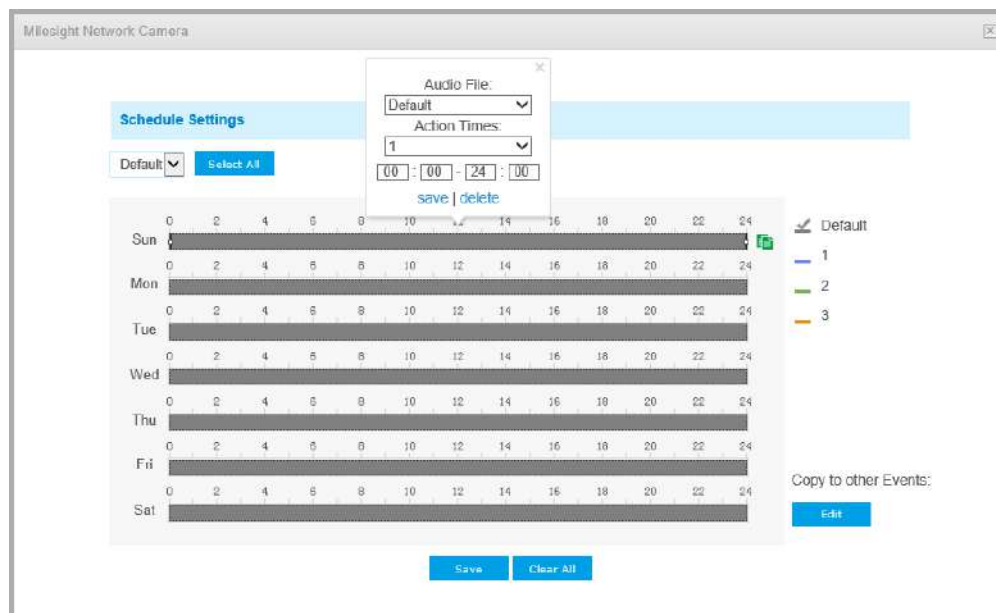 Milesight Network Camera
Audio File:
Default
Schedule Settings
Action Times:
1
Default Select All
00 : 00 - 24 : 00
save | delete
0 2 4 6 8 10 12 14 16 18 20 22 24
Sun
Default
0 2 4 6 8 10 12 14 16 18 20 22 24
Mon
1
2
0 2 4 6 8 10 12 14 16 18 20 22 24
Tue
3
0 2 4 6 8 10 12 14 16 18 20 22 24
Wed
0 2 4 6 8 10 12 14 16 18 20 22 24
Thu
0 2 4 6 8 10 12 14 16 18 20 22 24
Fri
0 2 4 6 8 10 12 14 16 18 20 22 24
Sat
Copy to other Events:
Edit
Save Clear All